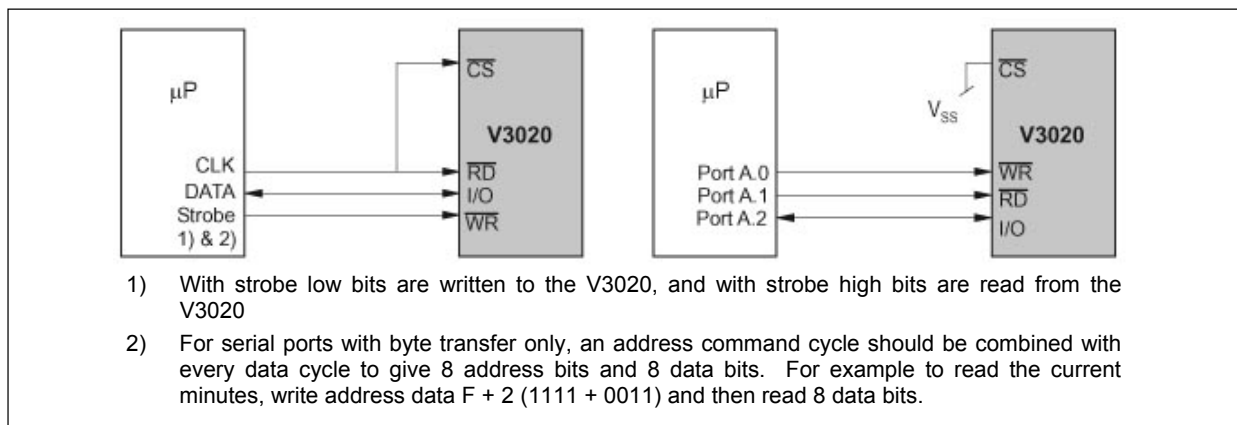 μP
CS
V3020
CLK
DATA
Strobe
1) & 2)
RD
I/O
WR
μP
CS
VSS
V3020
Port A.0
Port A.1
Port A.2
WR
RD
I/O
1) With strobe low bits are written to the V3020, and with strobe high bits are read from the
V3020
2) For serial ports with byte transfer only, an address command cycle should be combined with
every data cycle to give 8 address bits and 8 data bits. For example to read the current
minutes, write address data F + 2 (1111 + 0011) and then read 8 data bits.